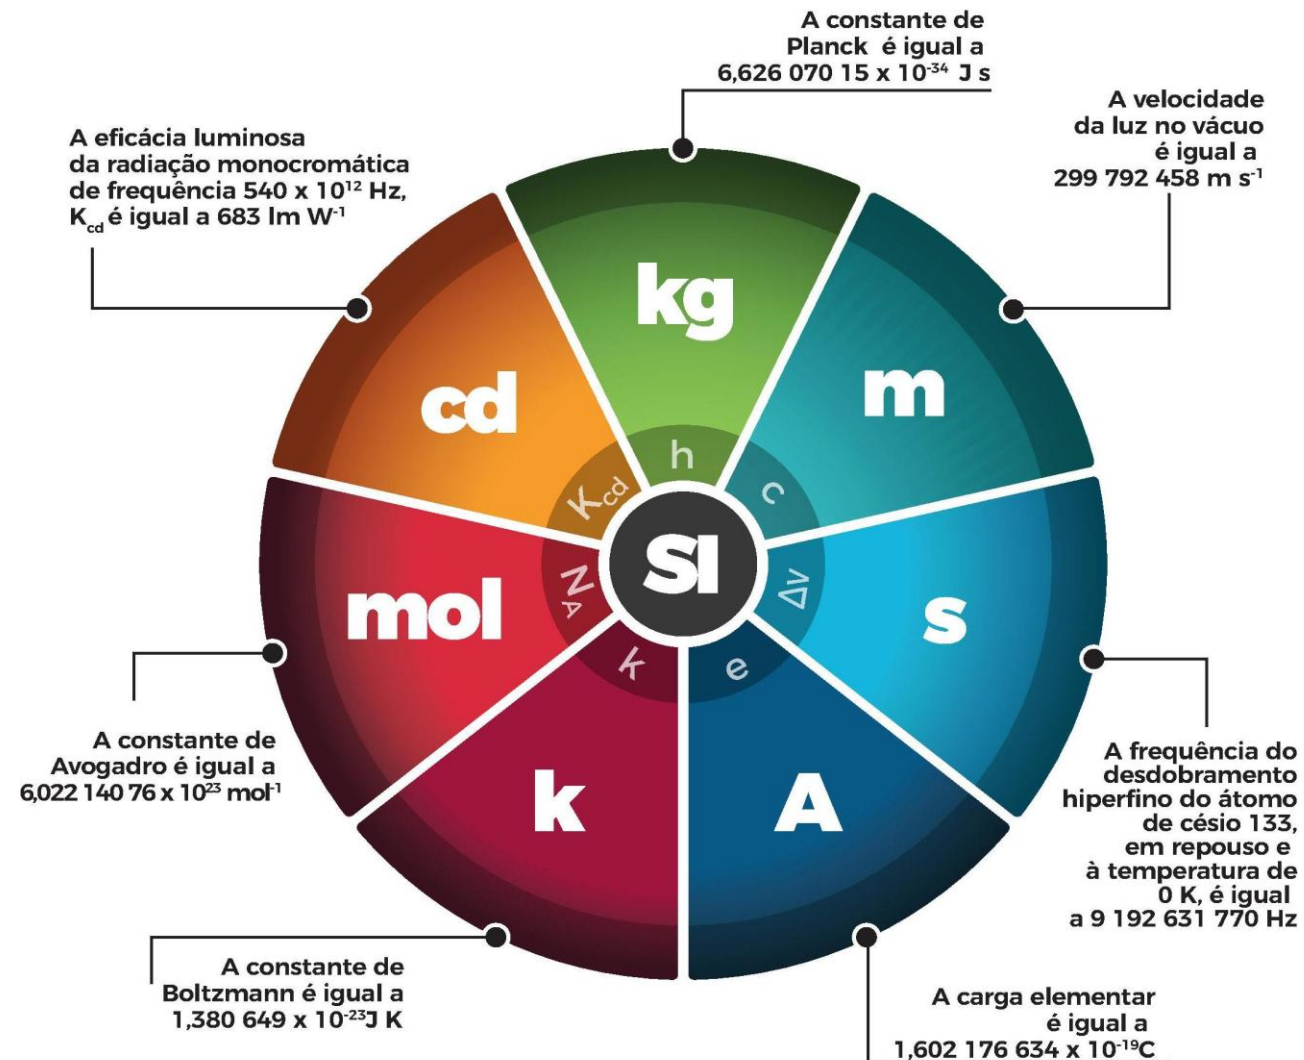 A constante de
Planck é igual a
6,626 070 15 x 10⁻³⁴ J s
A velocidade
da luz no vácuo
é igual a
299 792 458 m s⁻¹
A eficácia luminosa
da radiação monocromática
de frequência 540 x 10¹² Hz,
K_cd é igual a 683 lm W⁻¹
kg
m
cd
h
c
K_cd
SI
mol
N_A
Δν
s
k
e
k
A
A constante de
Avogadro é igual a
6,022 140 76 x 10²³ mol⁻¹
A frequência do
desdobramento
hiperfino do átomo
de césio 133,
em repouso e
à temperatura de
0 K, é igual
a 9 192 631 770 Hz
A constante de
Boltzmann é igual a
1,380 649 x 10⁻²³J K
A carga elementar
é igual a
1,602 176 634 x 10⁻¹⁹C